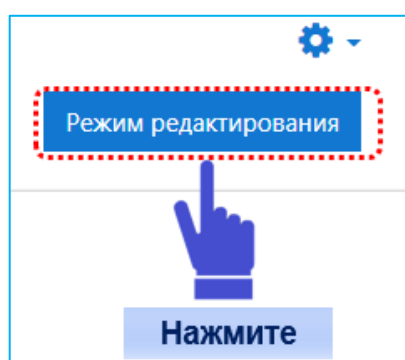 Режим редактирования
Нажмите